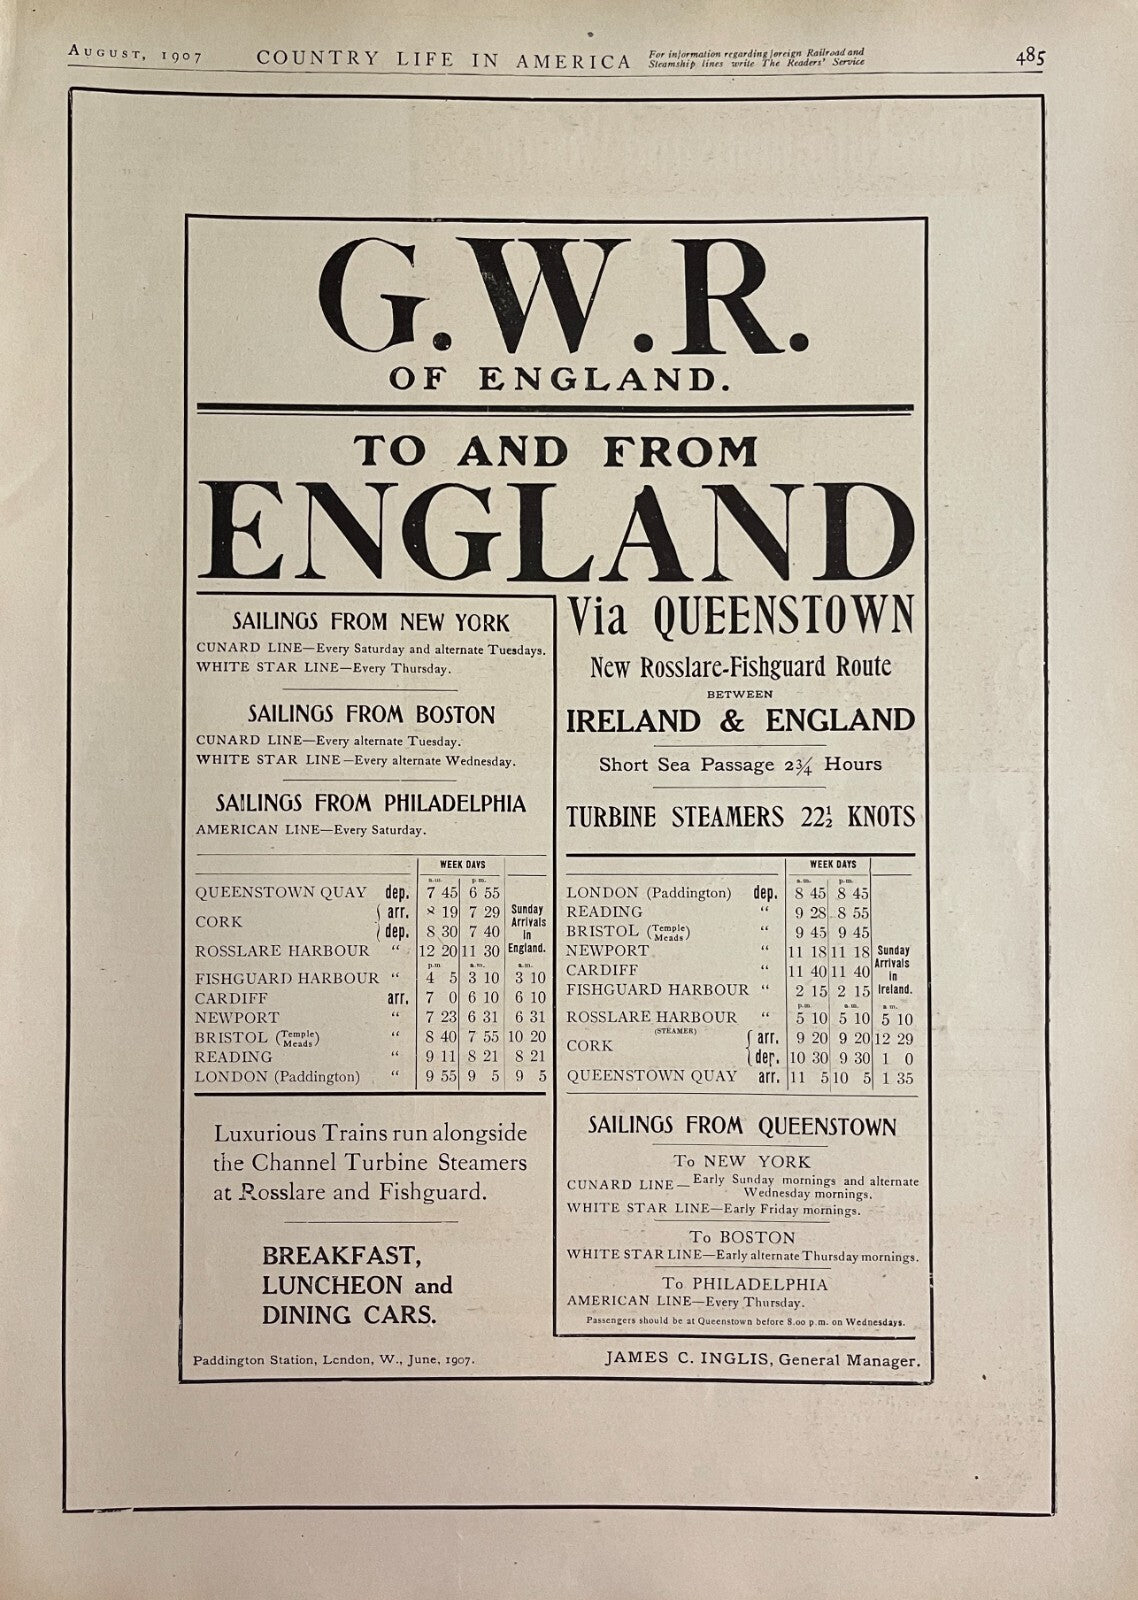 AUGUST, 1907 COUNTRY LIFE IN AMERICA For information regarding foreign Railroad and Steamship lines write The Readers' Service 485
G.W.R.
OF ENGLAND.
TO AND FROM
ENGLAND
SAILINGS FROM NEW YORK
CUNARD LINE—Every Saturday and alternate Tuesdays.
WHITE STAR LINE—Every Thursday.
SAILINGS FROM BOSTON
CUNARD LINE—Every alternate Tuesday.
WHITE STAR LINE—Every alternate Wednesday.
SAILINGS FROM PHILADELPHIA
AMERICAN LINE—Every Saturday.
WEEK DAYS
a.m. p.m.
QUEENSTOWN QUAY dep. 7 45 6 55
CORK { arr. 8 19 7 29
{ dep. 8 30 7 40
Sunday Arrivals in England.
ROSSLARE HARBOUR " 12 20 11 30
p.m. a.m. a.m.
FISHGUARD HARBOUR " 4 5 3 10 3 10
CARDIFF arr. 7 0 6 10 6 10
NEWPORT " 7 23 6 31 6 31
BRISTOL (Temple Meads) " 8 40 7 55 10 20
READING " 9 11 8 21 8 21
LONDON (Paddington) " 9 55 9 5 9 5
Luxurious Trains run alongside
the Channel Turbine Steamers
at Rosslare and Fishguard.
BREAKFAST,
LUNCHEON and
DINING CARS.
Via QUEENSTOWN
New Rosslare-Fishguard Route
BETWEEN
IRELAND & ENGLAND
Short Sea Passage 2¾ Hours
TURBINE STEAMERS 22½ KNOTS
WEEK DAYS
a.m. p.m.
LONDON (Paddington) dep. 8 45 8 45
READING " 9 28 8 55
BRISTOL (Temple Meads) " 9 45 9 45
NEWPORT " 11 18 11 18
CARDIFF " 11 40 11 40
FISHGUARD HARBOUR " 2 15 2 15
Sunday Arrivals in Ireland.
p.m. a.m. a.m.
ROSSLARE HARBOUR " 5 10 5 10 5 10
(STEAMER)
CORK { arr. 9 20 9 20 12 29
{ dep. 10 30 9 30 1 0
QUEENSTOWN QUAY arr. 11 5 10 5 1 35
SAILINGS FROM QUEENSTOWN
To NEW YORK
CUNARD LINE—Early Sunday mornings and alternate
Wednesday mornings.
WHITE STAR LINE—Early Friday mornings.
To BOSTON
WHITE STAR LINE—Early alternate Thursday mornings.
To PHILADELPHIA
AMERICAN LINE—Every Thursday.
Passengers should be at Queenstown before 8.00 p.m. on Wednesdays.
Paddington Station, London, W., June, 1907.
JAMES C. INGLIS, General Manager.